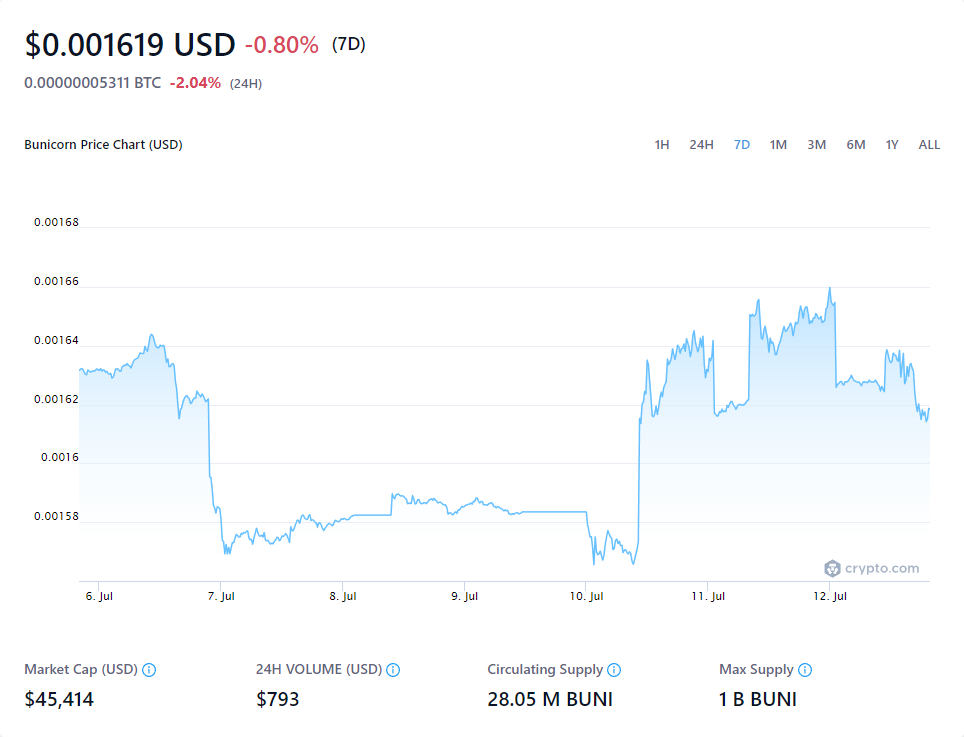 $0.001619 USD -0.80% (7D)
0.00000005311 BTC -2.04% (24H)
Bunicorn Price Chart (USD) 1H 24H 7D 1M 3M 6M 1Y ALL
0.00168
0.00166
0.00164
0.00162
0.0016
0.00158
crypto.com
6. Jul 7. Jul 8. Jul 9. Jul 10. Jul 11. Jul 12. Jul
Market Cap (USD) 24H VOLUME (USD) Circulating Supply Max Supply
$45,414 $793 28.05 M BUNI 1 B BUNI